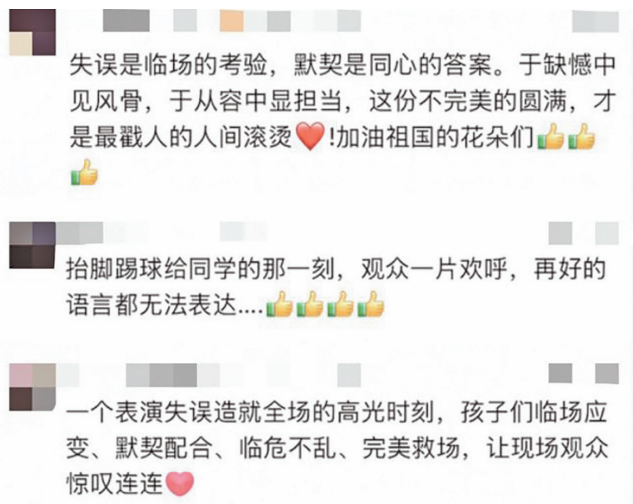 失误是临场的考验，默契是同心的答案。于缺憾中
见风骨，于从容中显担当，这份不完美的圆满，才
是最戳人的人间滚烫❤️!加油祖国的花朵们👍👍
👍
抬脚踢球给同学的那一刻，观众一片欢呼，再好的
语言都无法表达....👍👍👍👍
一个表演失误造就全场的高光时刻，孩子们临场应
变、默契配合、临危不乱、完美救场，让现场观众
惊叹连连💗